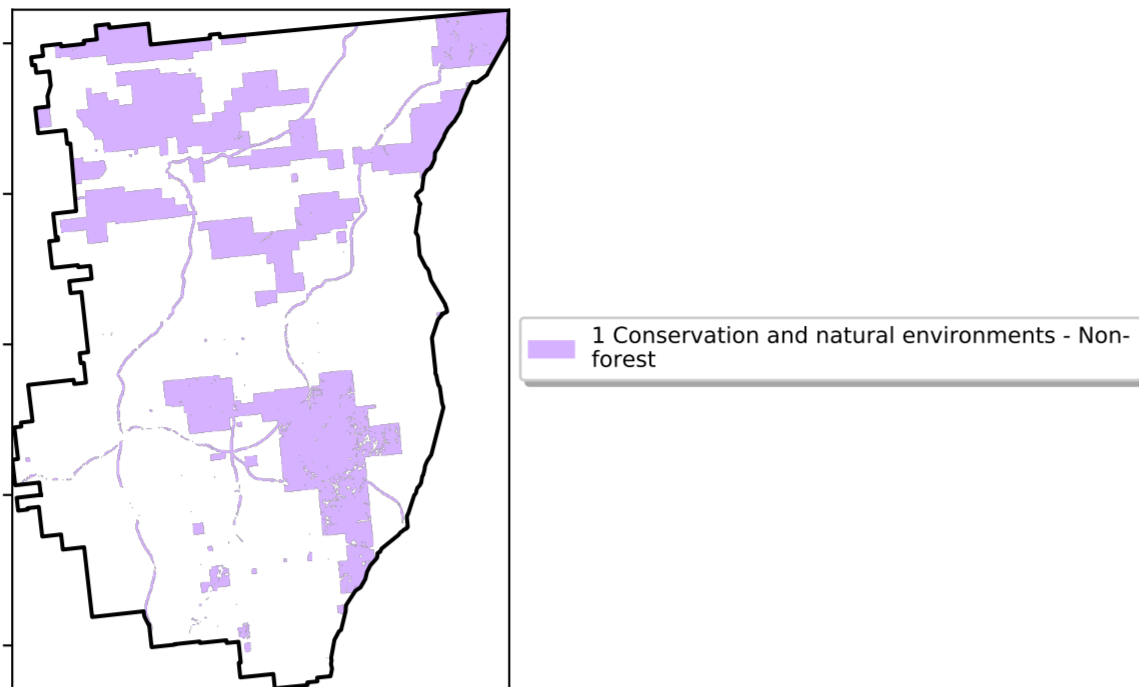 1 Conservation and natural environments - Non-
forest